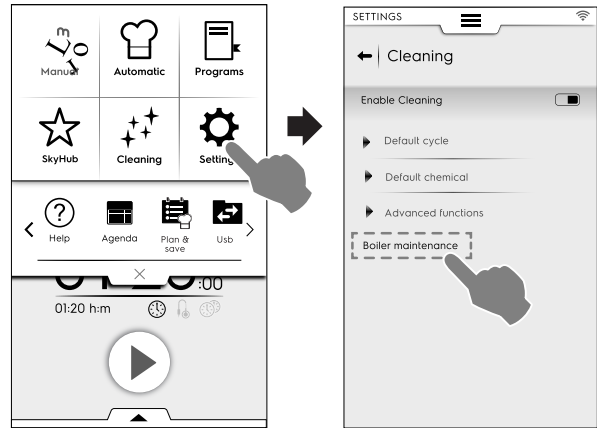 Manual
Automatic
Programs
SkyHub
Cleaning
Setting
Help
Agenda
Plan &
save
Usb
:00
01:20 h:m
SETTINGS
Cleaning
Enable Cleaning
Default cycle
Default chemical
Advanced functions
Boiler maintenance